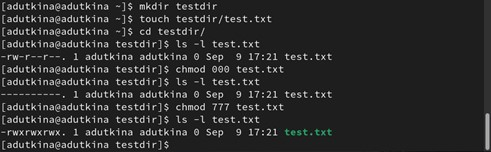 [adutkina@adutkina ~]$ mkdir testdir
[adutkina@adutkina ~]$ touch testdir/test.txt
[adutkina@adutkina ~]$ cd testdir/
[adutkina@adutkina testdir]$ ls -l test.txt
-rw-r--r--. 1 adutkina adutkina 0 Sep  9 17:21 test.txt
[adutkina@adutkina testdir]$ chmod 000 test.txt
[adutkina@adutkina testdir]$ ls -l test.txt
----------. 1 adutkina adutkina 0 Sep  9 17:21 test.txt
[adutkina@adutkina testdir]$ chmod 777 test.txt
[adutkina@adutkina testdir]$ ls -l test.txt
-rwxrwxrwx. 1 adutkina adutkina 0 Sep  9 17:21 test.txt
[adutkina@adutkina testdir]$